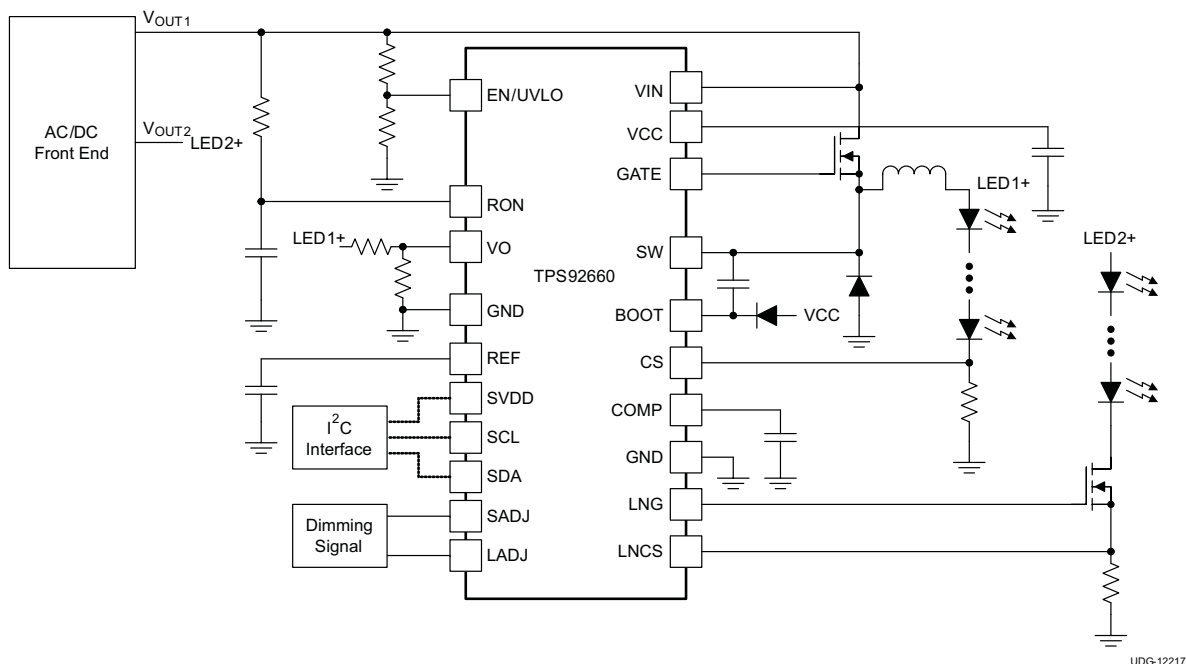 VOUT1
AC/DC
Front End
VOUT2
LED2+
EN/UVLO
RON
LED1+
VO
GND
REF
SVDD
I2C
Interface
SCL
SDA
SADJ
Dimming
Signal
LADJ
TPS92660
VIN
VCC
GATE
SW
BOOT
VCC
CS
COMP
GND
LNG
LNCS
LED1+
LED2+
UDG-12217